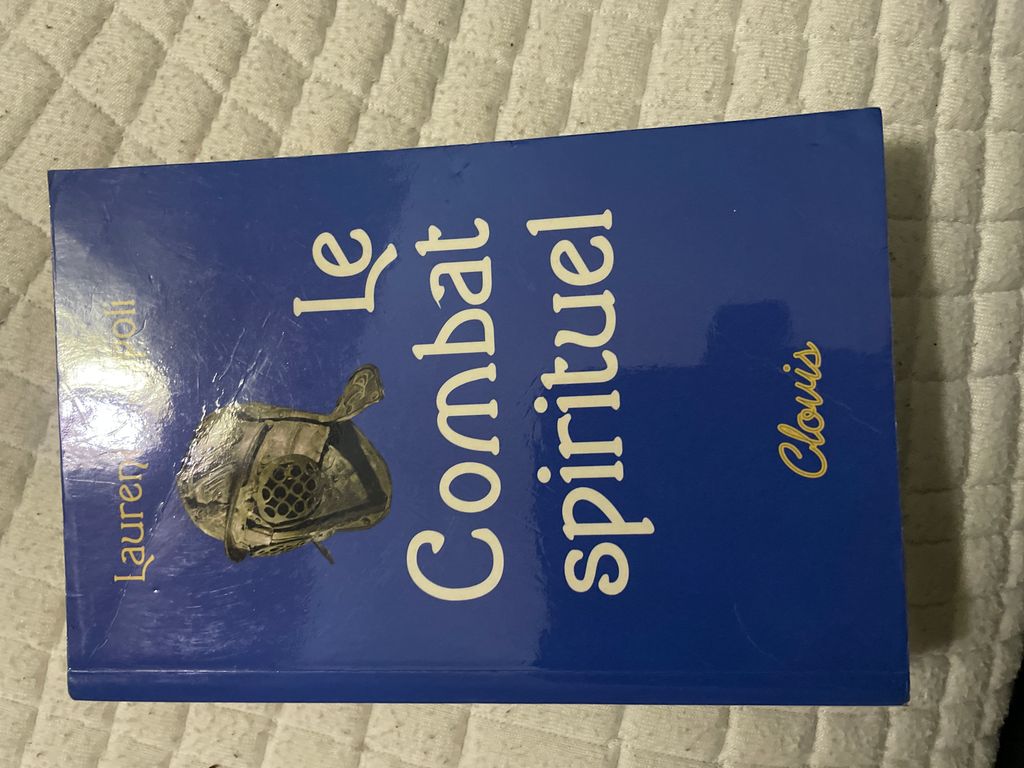 Le
Combat
spirituel
Clovis